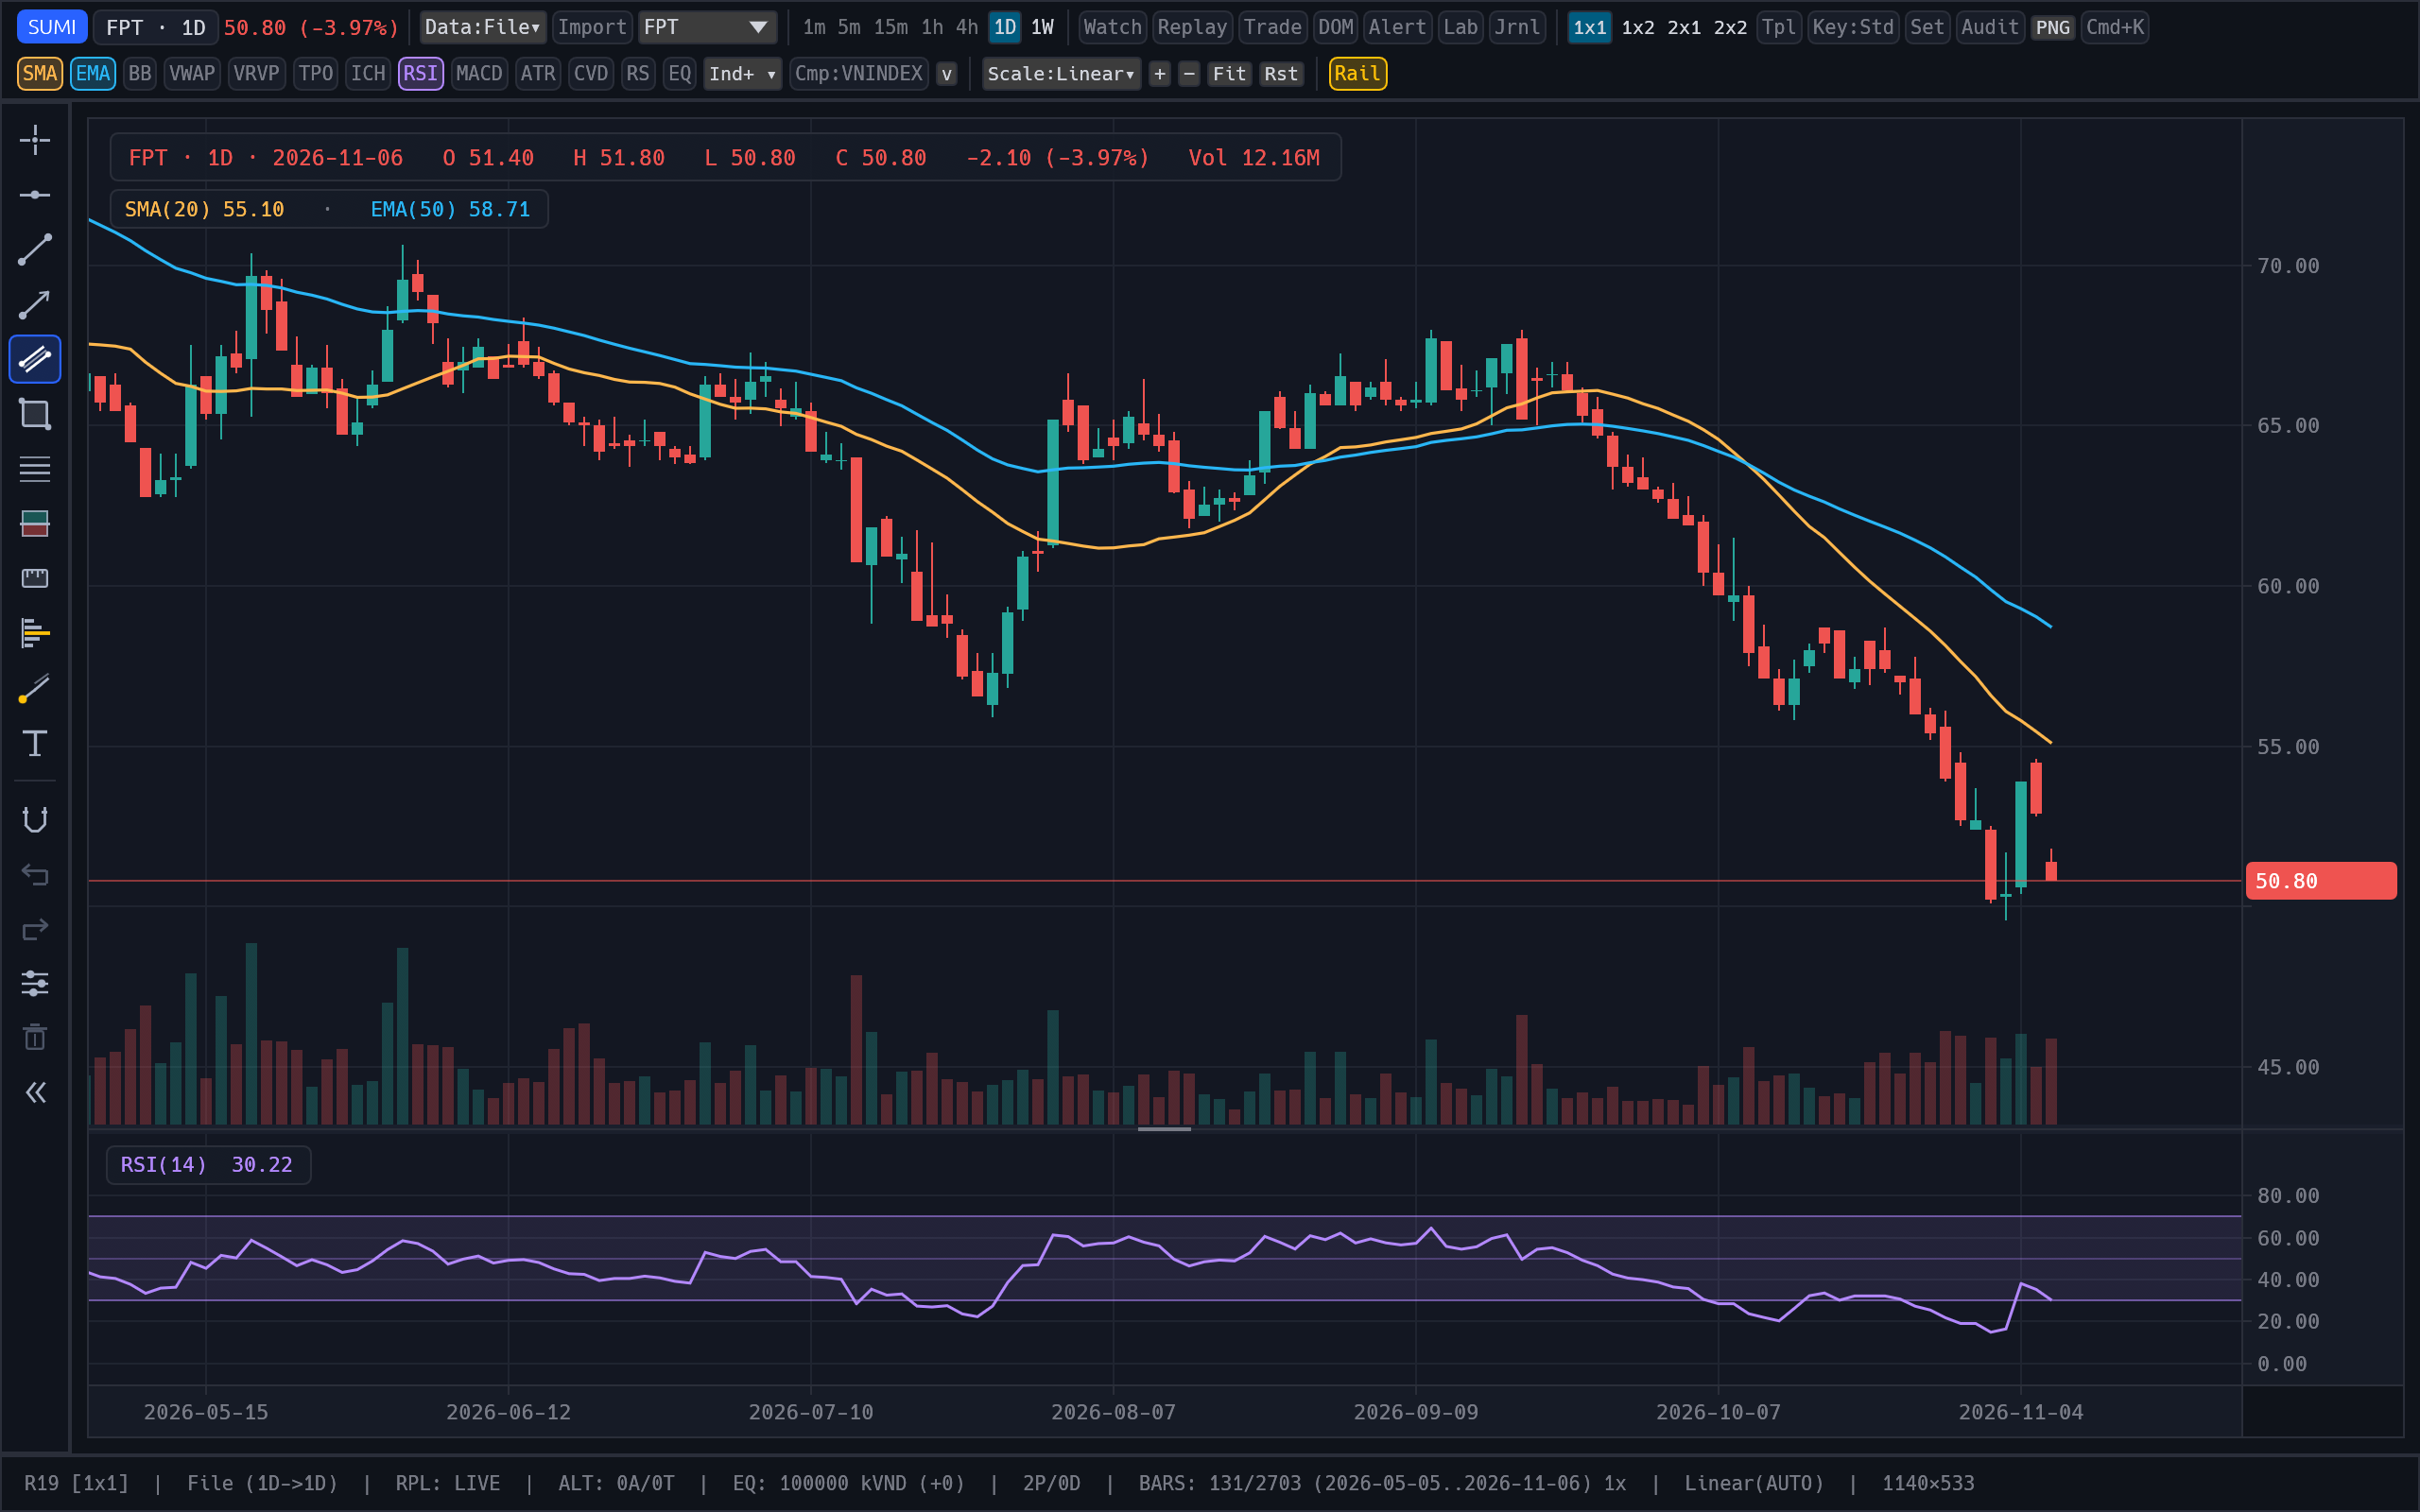 SUMI FPT · 1D 50.80 (-3.97%) Data:File▾ Import FPT ▼ 1m 5m 15m 1h 4h 1D 1W Watch Replay Trade DOM Alert Lab Jrnl 1x1 1x2 2x1 2x2 Tpl Key:Std Set Audit PNG Cmd+K
SMA EMA BB VWAP VRVP TPO ICH RSI MACD ATR CVD RS EQ Ind+ ▾ Cmp:VNINDEX v Scale:Linear▾ + − Fit Rst Rail
FPT · 1D · 2026-11-06 O 51.40 H 51.80 L 50.80 C 50.80 -2.10 (-3.97%) Vol 12.16M
SMA(20) 55.10 · EMA(50) 58.71
70.00
65.00
60.00
55.00
50.80
45.00
RSI(14) 30.22
80.00
60.00
40.00
20.00
0.00
2026-05-15 2026-06-12 2026-07-10 2026-08-07 2026-09-09 2026-10-07 2026-11-04
R19 [1x1] | File (1D->1D) | RPL: LIVE | ALT: 0A/0T | EQ: 100000 kVND (+0) | 2P/0D | BARS: 131/2703 (2026-05-05..2026-11-06) 1x | Linear(AUTO) | 1140×533